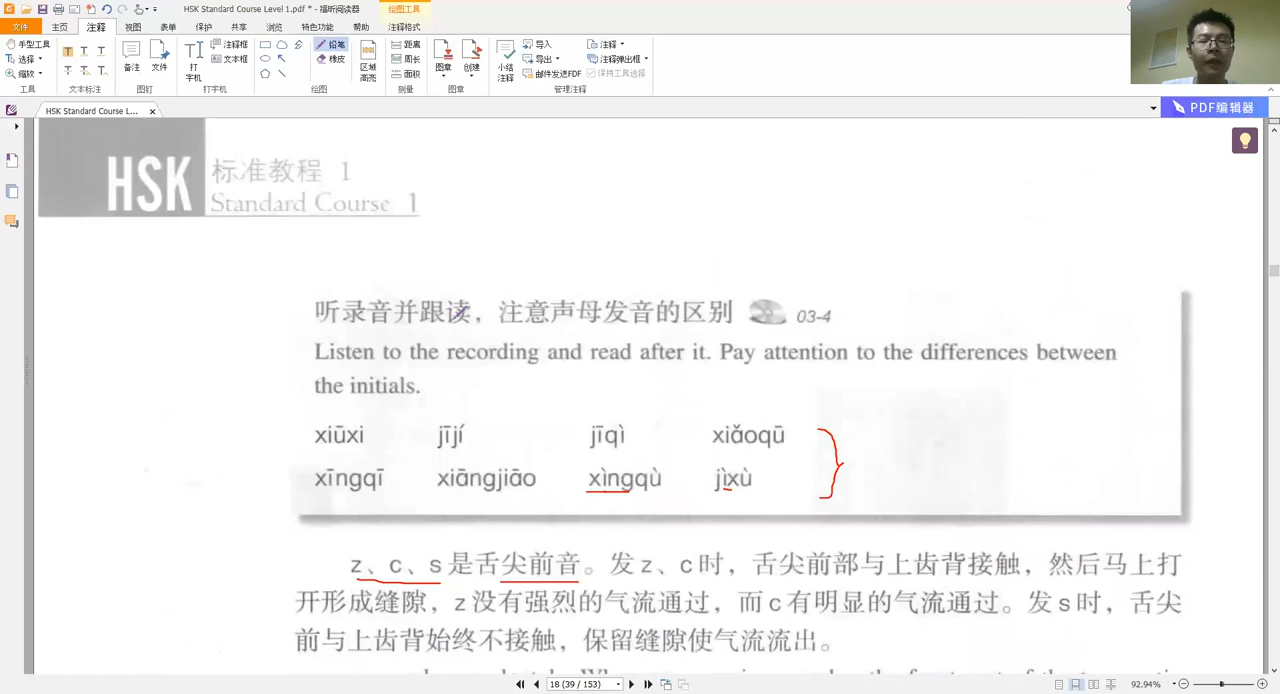 HSK Standard Course Level 1.pdf * - 福昕阅读器
绘图工具
文件 主页 注释 视图 表单 保护 共享 浏览 特色功能 帮助 注释格式
手型工具
选择
缩放
工具
T T T
T T T
文本标注
备注 文件
图钉
打字机
注释框
文本框
打字机
铅笔
橡皮
绘图
区域高亮
距离
周长
面积
测量
图章 创建
图章
小结注释
导入
导出
邮件发送FDF
注释
注释弹出框
保持工具选择
管理注释
HSK Standard Course L...
PDF编辑器
HSK 标准教程 1
Standard Course 1
听录音并跟读，注意声母发音的区别 03-4
Listen to the recording and read after it. Pay attention to the differences between
the initials.
xiūxi jījí jīqì xiǎoqū
xīngqī xiāngjiāo xìngqù jìxù
z、c、s是舌尖前音。发z、c时，舌尖前部与上齿背接触，然后马上打
开形成缝隙，z没有强烈的气流通过，而c有明显的气流通过。发s时，舌尖
前与上齿背始终不接触，保留缝隙使气流流出。
18 (39 / 153)
92.94%